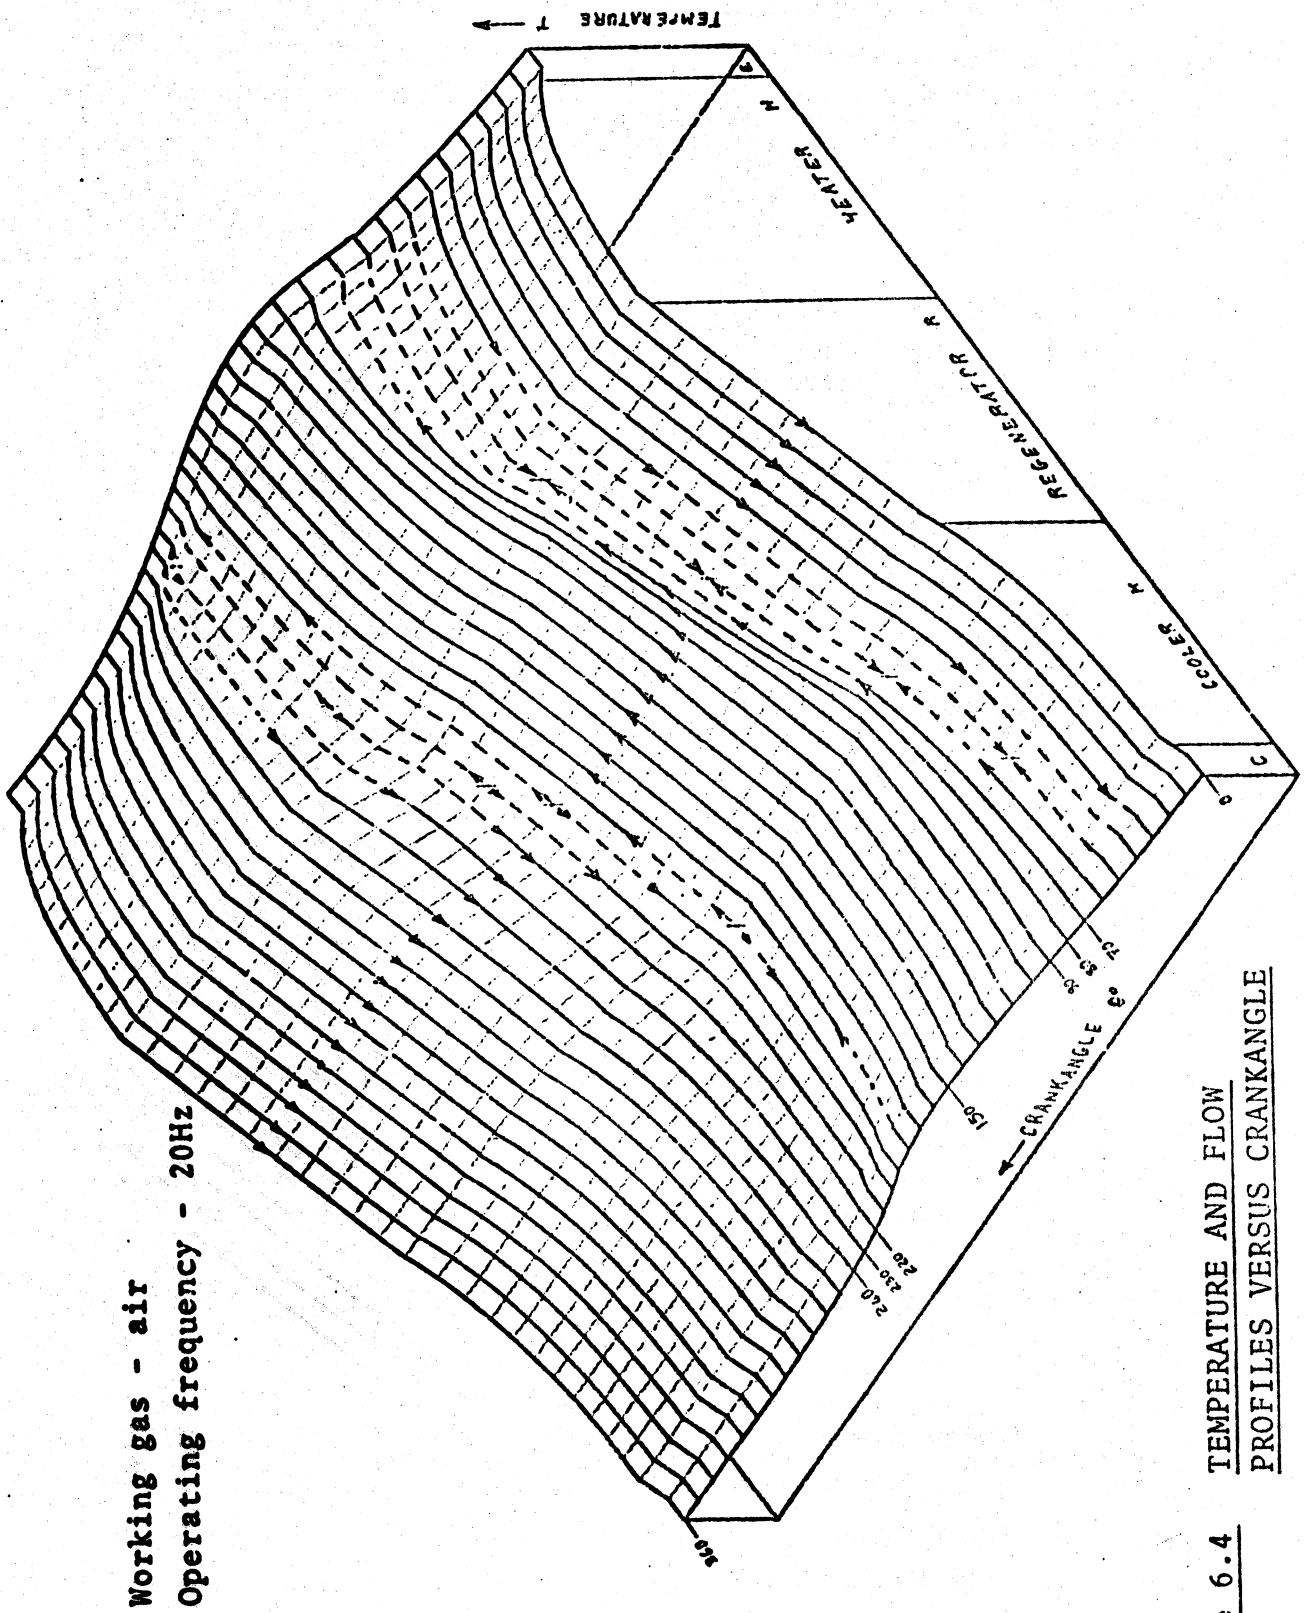 Working gas - air
Operating frequency - 20Hz
TEMPERATURE T
E
H
HEATER
R
REGENERATOR
K
COOLER
C
0
70
80
90
150
220
230
240
360
CRANKANGLE θ°
6.4 TEMPERATURE AND FLOW
PROFILES VERSUS CRANKANGLE